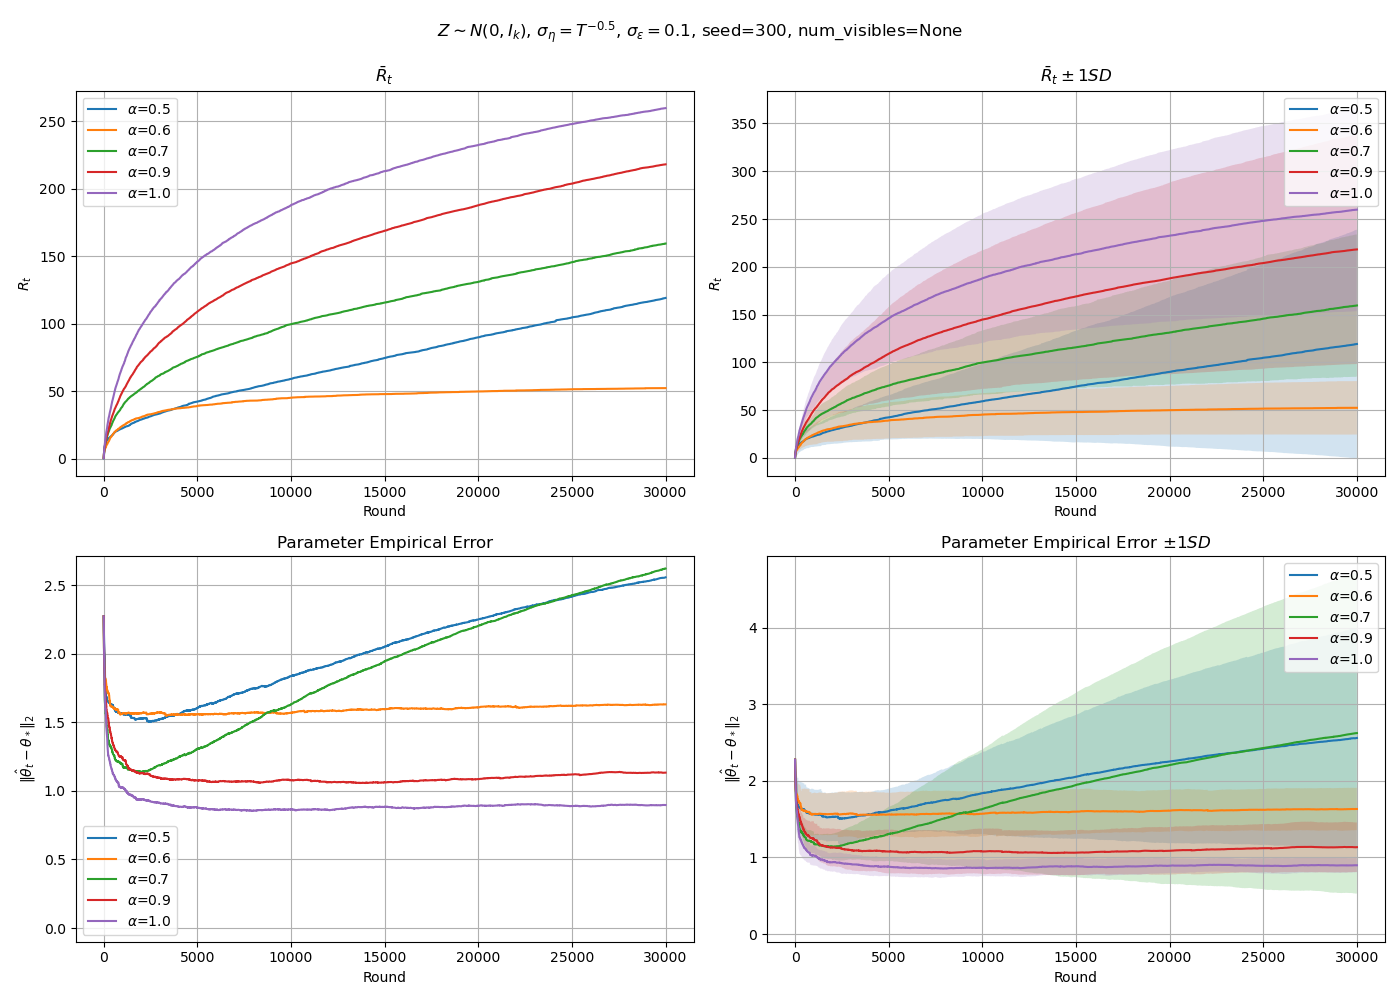 Z ∼ N(0, I_k), σ_η = T^{−0.5}, σ_ε = 0.1, seed=300, num_visibles=None
R̄_t
R_t
250
200
150
100
50
0
α=0.5
α=0.6
α=0.7
α=0.9
α=1.0
0 5000 10000 15000 20000 25000 30000
Round
R̄_t ± 1SD
R_t
350
300
250
200
150
100
50
0
α=0.5
α=0.6
α=0.7
α=0.9
α=1.0
0 5000 10000 15000 20000 25000 30000
Round
Parameter Empirical Error
‖θ̂_t − θ_*‖_2
2.5
2.0
1.5
1.0
0.5
0.0
α=0.5
α=0.6
α=0.7
α=0.9
α=1.0
0 5000 10000 15000 20000 25000 30000
Round
Parameter Empirical Error ±1SD
‖θ̂_t − θ_*‖_2
4
3
2
1
0
α=0.5
α=0.6
α=0.7
α=0.9
α=1.0
0 5000 10000 15000 20000 25000 30000
Round